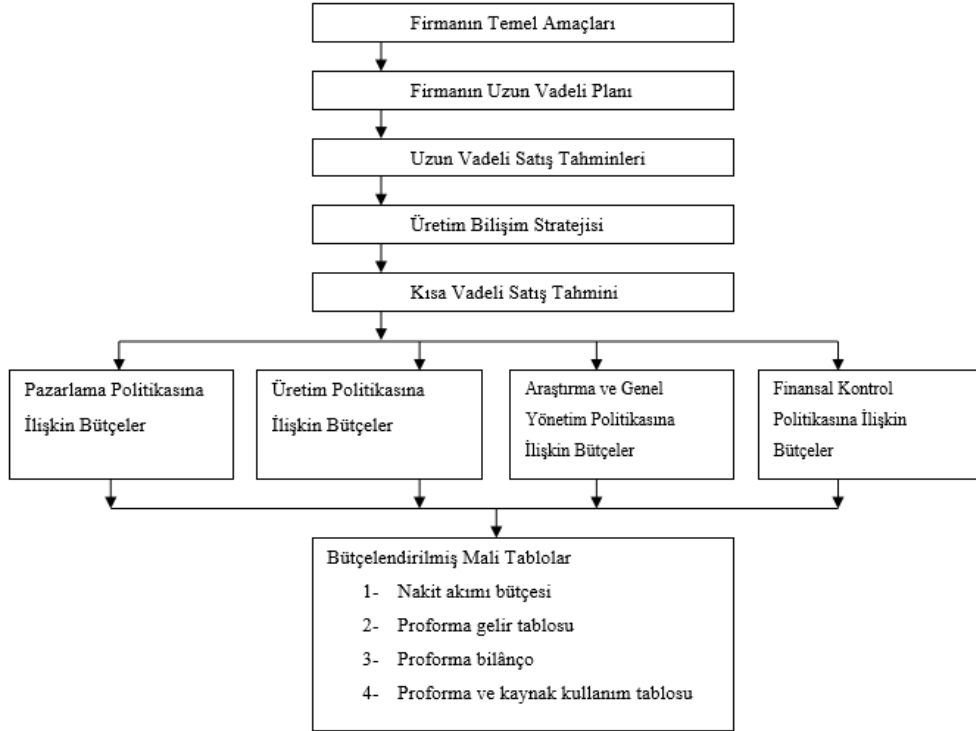 Firmanın Temel Amaçları
Firmanın Uzun Vadeli Planı
Uzun Vadeli Satış Tahminleri
Üretim Bilişim Stratejisi
Kısa Vadeli Satış Tahmini
Pazarlama Politikasına
İlişkin Bütçeler
Üretim Politikasına
İlişkin Bütçeler
Araştırma ve Genel
Yönetim Politikasına
İlişkin Bütçeler
Finansal Kontrol
Politikasına İlişkin
Bütçeler
Bütçelendirilmiş Mali Tablolar
1- Nakit akımı bütçesi
2- Proforma gelir tablosu
3- Proforma bilânço
4- Proforma ve kaynak kullanım tablosu